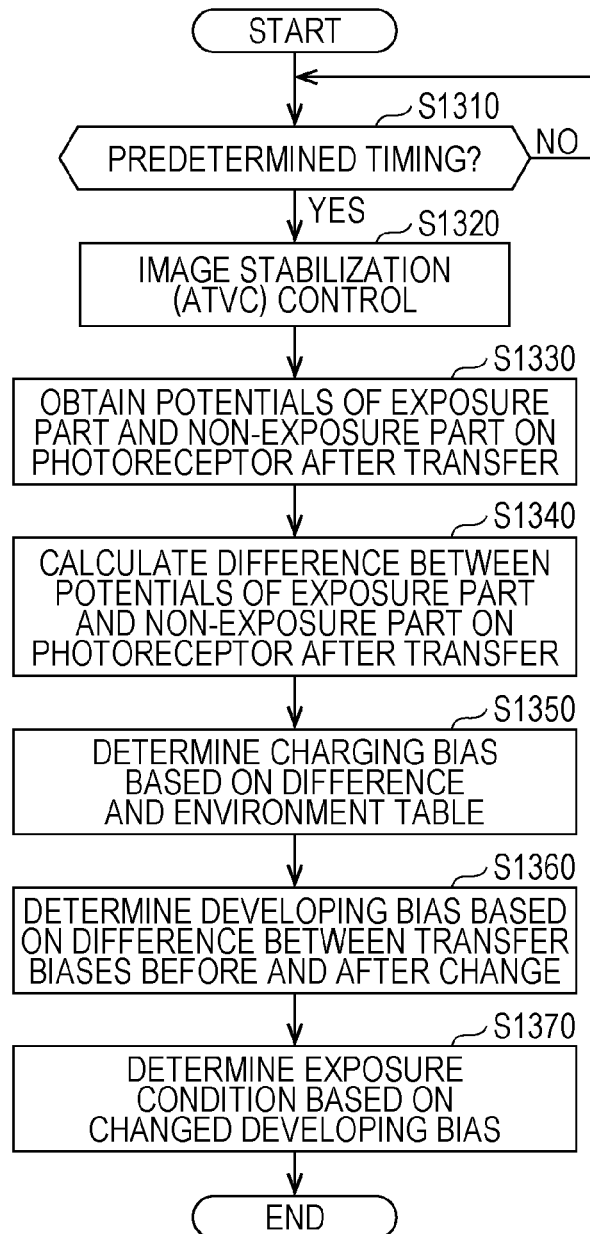 START
S1310
PREDETERMINED TIMING?
NO
YES
S1320
IMAGE STABILIZATION
(ATVC) CONTROL
S1330
OBTAIN POTENTIALS OF EXPOSURE
PART AND NON-EXPOSURE PART ON
PHOTORECEPTOR AFTER TRANSFER
S1340
CALCULATE DIFFERENCE BETWEEN
POTENTIALS OF EXPOSURE PART
AND NON-EXPOSURE PART ON
PHOTORECEPTOR AFTER TRANSFER
S1350
DETERMINE CHARGING BIAS
BASED ON DIFFERENCE
AND ENVIRONMENT TABLE
S1360
DETERMINE DEVELOPING BIAS BASED
ON DIFFERENCE BETWEEN TRANSFER
BIASES BEFORE AND AFTER CHANGE
S1370
DETERMINE EXPOSURE
CONDITION BASED ON
CHANGED DEVELOPING BIAS
END